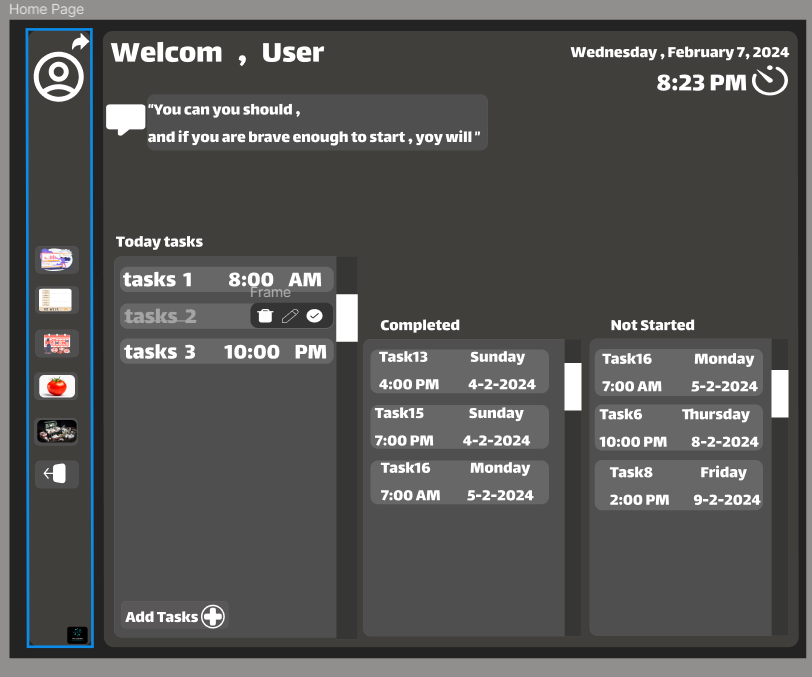 Home Page
Welcom , User
Wednesday , February 7, 2024
8:23 PM
"You can you should ,
and if you are brave enough to start , yoy will "
Today tasks
tasks 1 8:00 AM
Frame
tasks 2
tasks 3 10:00 PM
Add Tasks
Completed
Task13 Sunday
4:00 PM 4-2-2024
Task15 Sunday
7:00 PM 4-2-2024
Task16 Monday
7:00 AM 5-2-2024
Not Started
Task16 Monday
7:00 AM 5-2-2024
Task6 Thursday
10:00 PM 8-2-2024
Task8 Friday
2:00 PM 9-2-2024